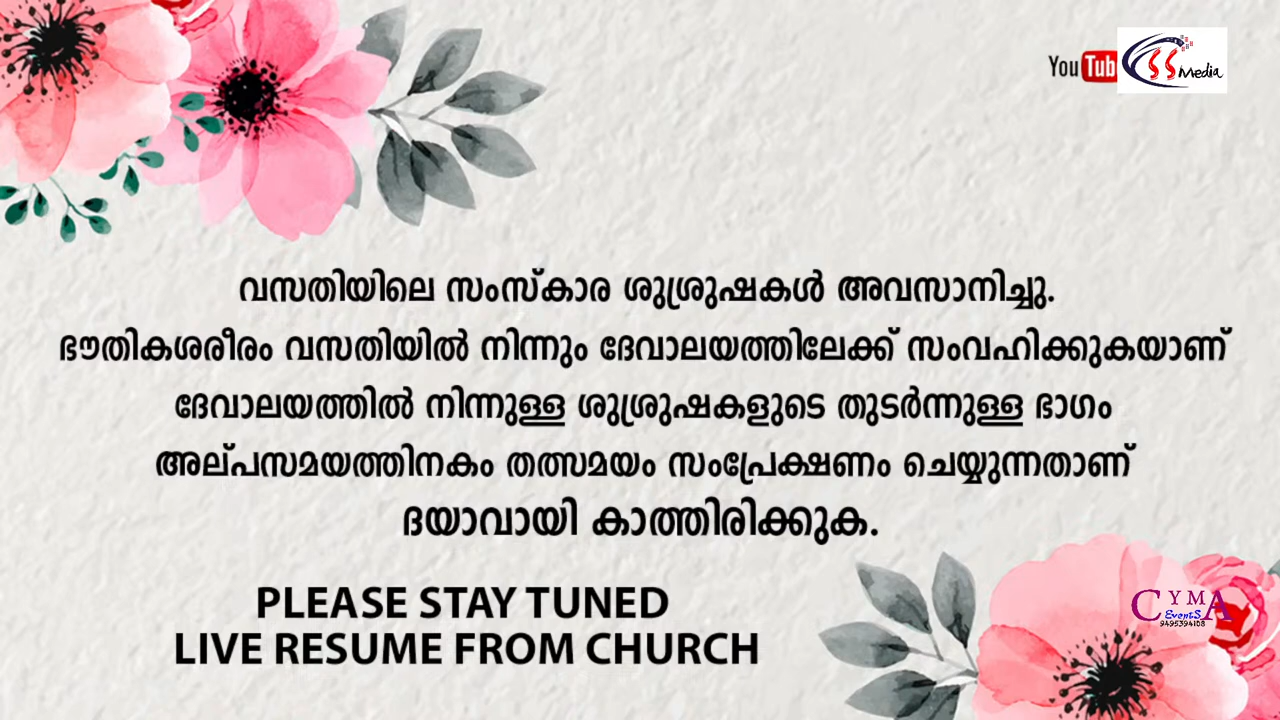 YouTube SS Media
വസതിയിലെ സംസ്കാര ശുശ്രുഷകൾ അവസാനിച്ചു.
ഭൗതികശരീരം വസതിയിൽ നിന്നും ദേവാലയത്തിലേക്ക് സംവഹിക്കുകയാണ്
ദേവാലയത്തിൽ നിന്നുള്ള ശുശ്രുഷകളുടെ തുടർന്നുള്ള ഭാഗം
അല്പസമയത്തിനകം തത്സമയം സംപ്രേക്ഷണം ചെയ്യുന്നതാണ്
ദയാവായി കാത്തിരിക്കുക.
PLEASE STAY TUNED
LIVE RESUME FROM CHURCH
CYMA
EventS
9495394108